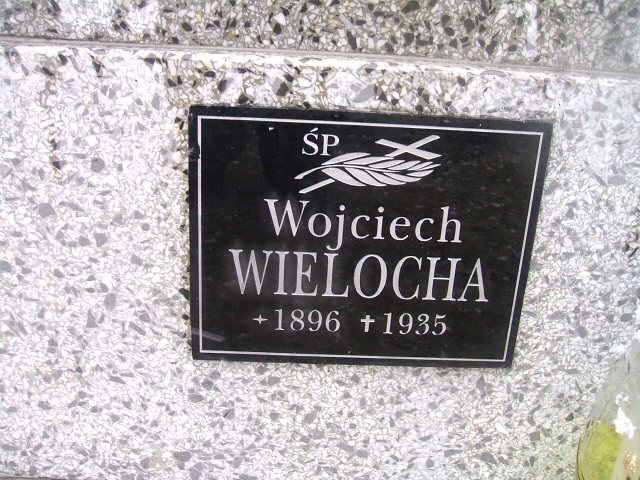 ŚP
Wojciech
WIELOCHA
+1896 ✝1935